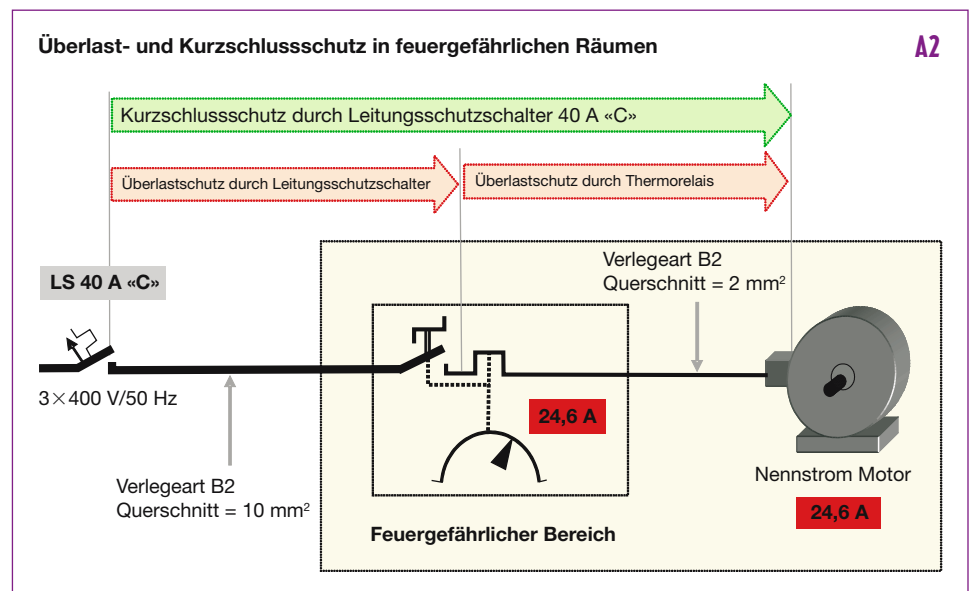 Überlast- und Kurzschlussschutz in feuergefährlichen Räumen
A2
Kurzschlussschutz durch Leitungsschutzschalter 40 A «C»
Überlastschutz durch Leitungsschutzschalter
Überlastschutz durch Thermorelais
LS 40 A «C»
Verlegeart B2
Querschnitt = 2 mm²
3×400 V/50 Hz
24,6 A
Verlegeart B2
Querschnitt = 10 mm²
Nennstrom Motor
24,6 A
Feuergefährlicher Bereich